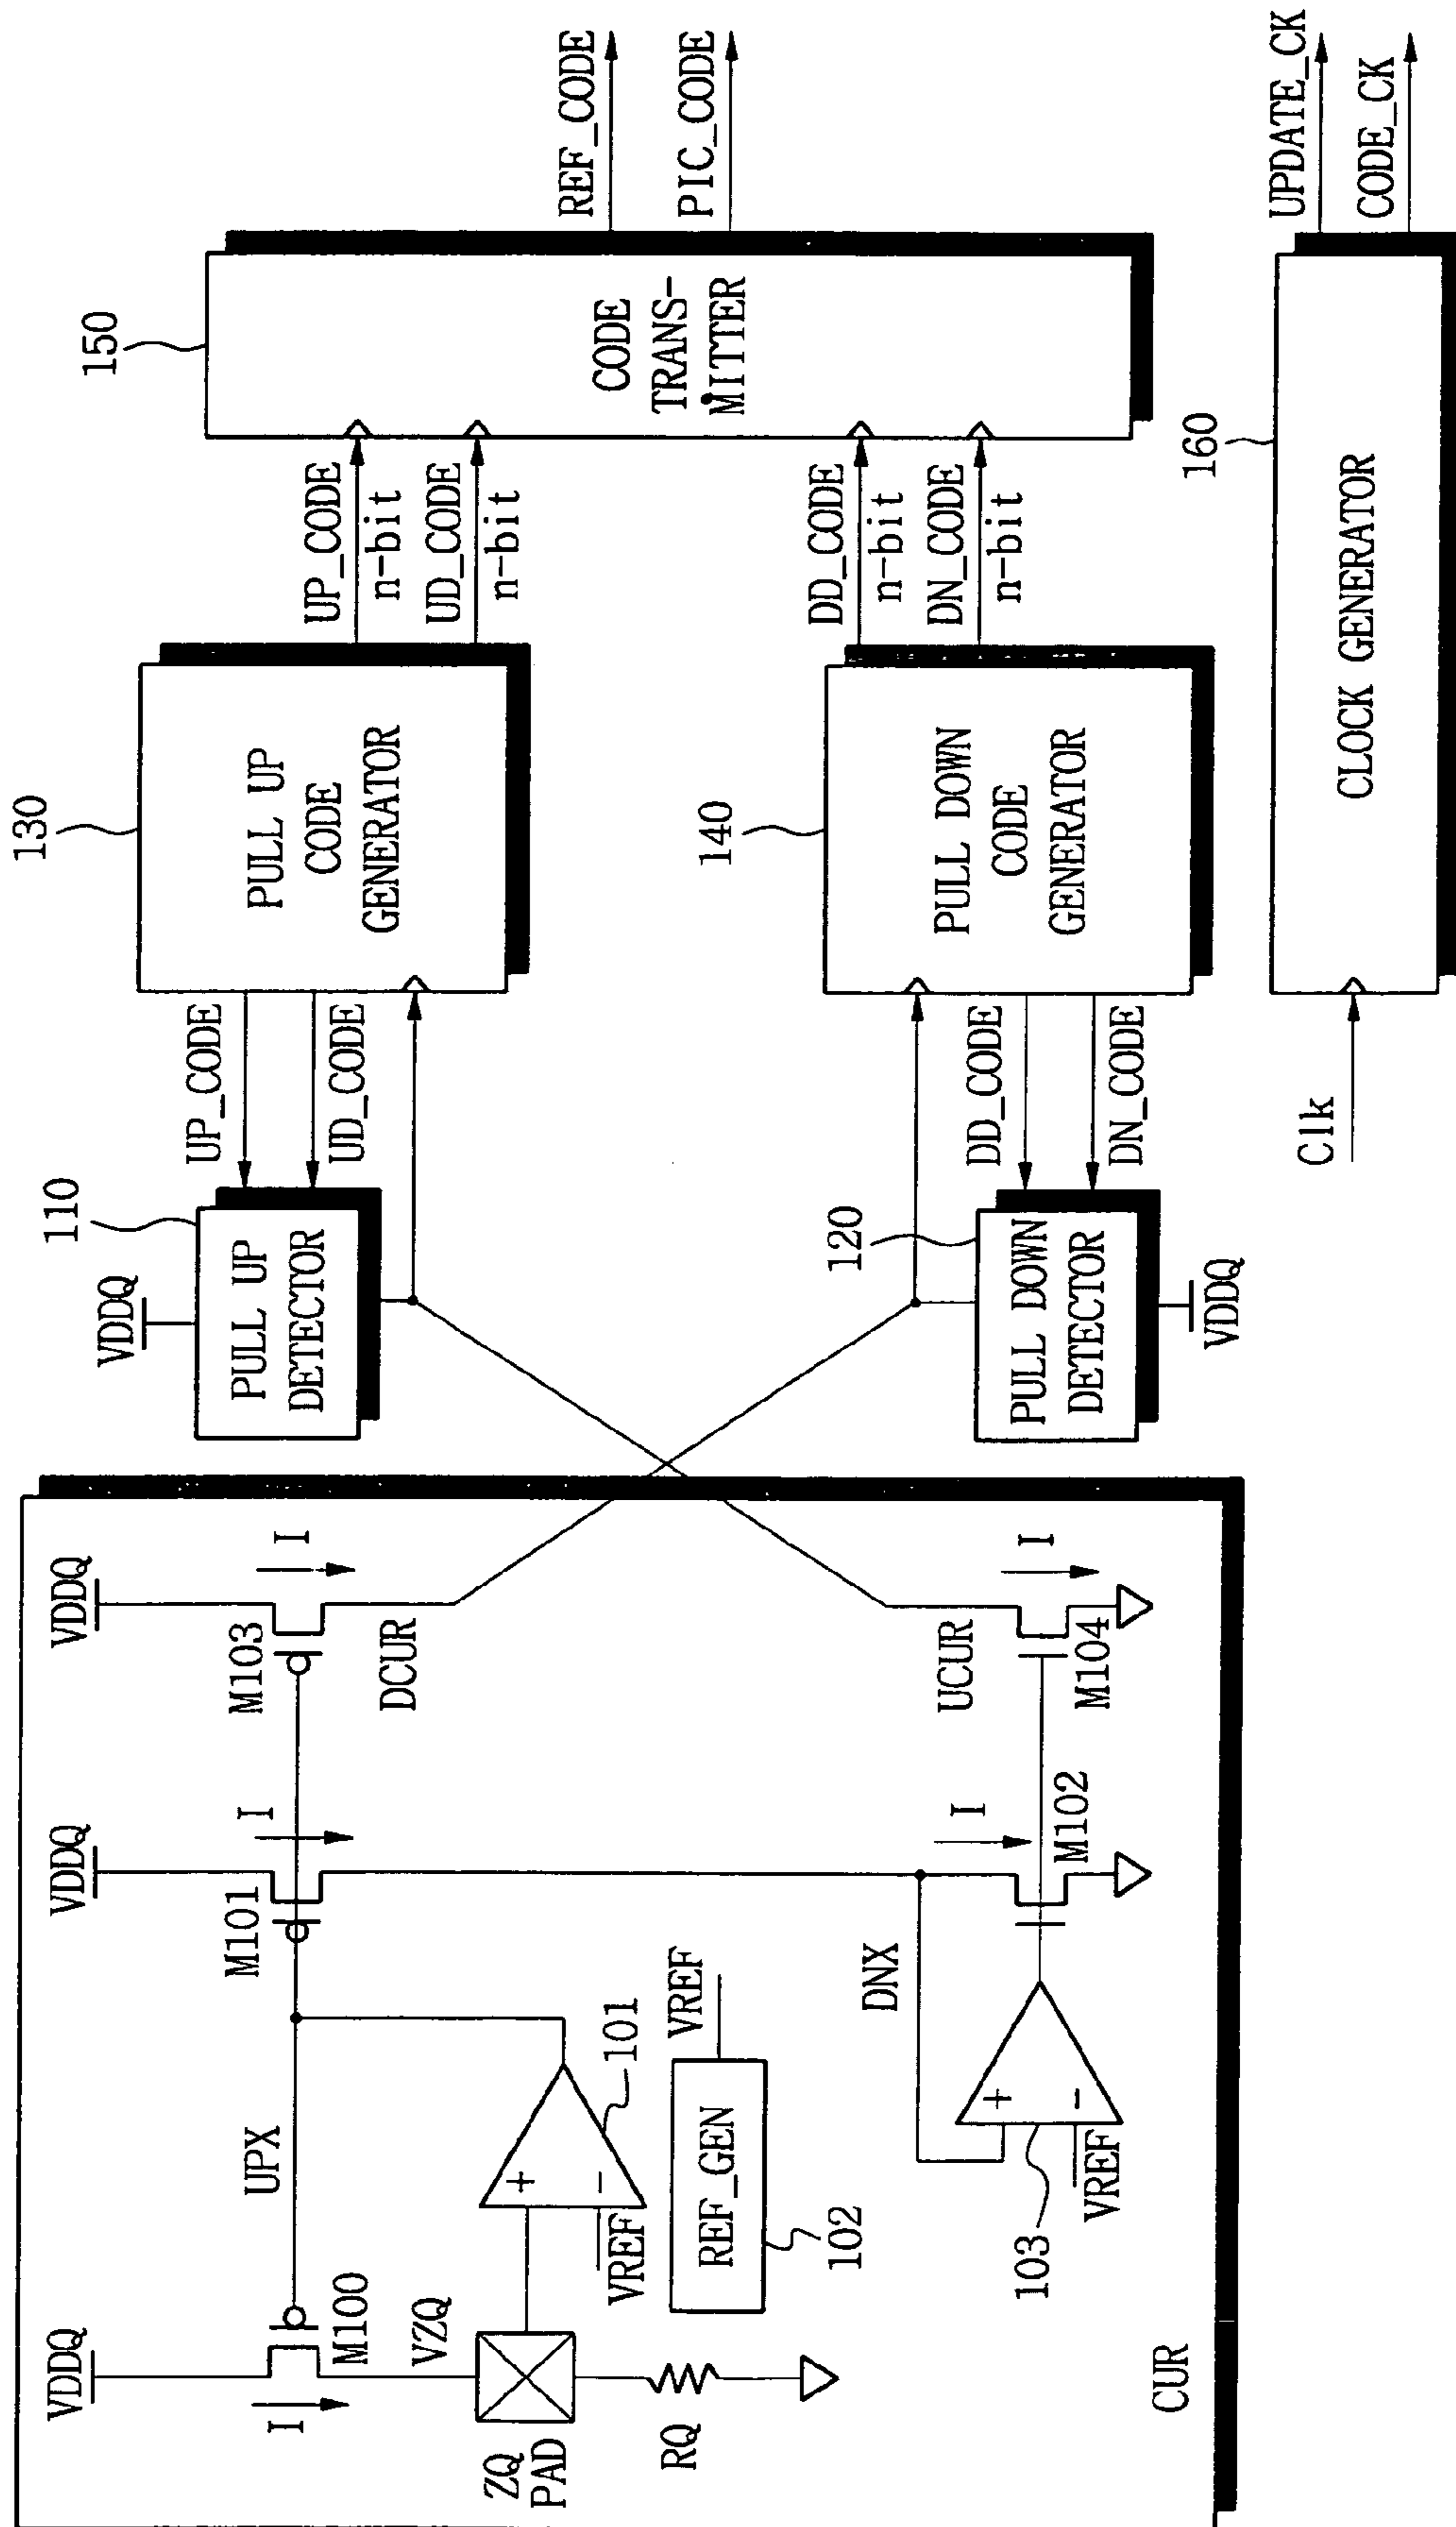 VDDQ
I
M100
UPX
VZQ
ZQ
PAD
RQ
VREF
+
-
101
REF_GEN
VREF
102
VDDQ
M101
I
VDDQ
M103
I
DCUR
DNX
+
-
VREF
103
I
M102
UCUR
I
M104
CUR
VDDQ
110
PULL UP
DETECTOR
UP_CODE
UD_CODE
130
PULL UP
CODE
GENERATOR
UP_CODE
n-bit
UD_CODE
n-bit
120
PULL DOWN
DETECTOR
VDDQ
DD_CODE
DN_CODE
140
PULL DOWN
CODE
GENERATOR
DD_CODE
n-bit
DN_CODE
n-bit
150
CODE
TRANS-
MITTER
REF_CODE
PIC_CODE
Clk
160
CLOCK GENERATOR
UPDATE_CK
CODE_CK